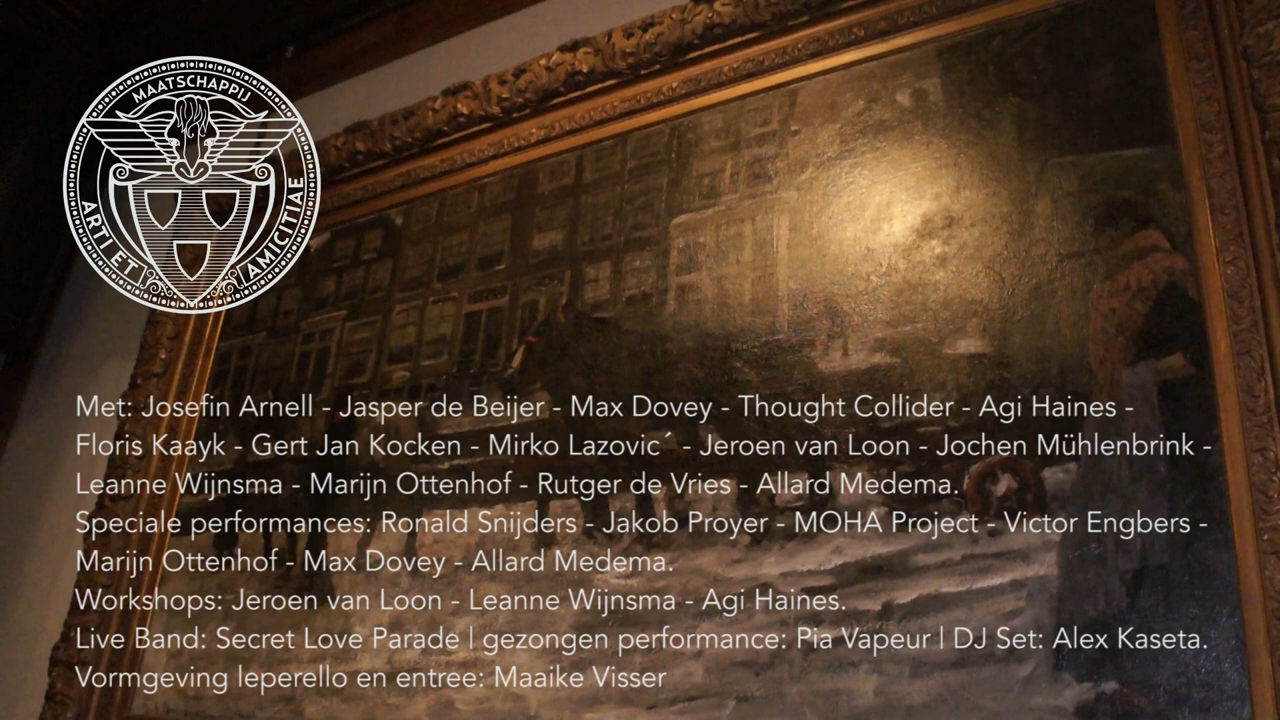 MAATSCHAPPIJ
ARTI ET AMICITIAE
Met: Josefin Arnell - Jasper de Beijer - Max Dovey - Thought Collider - Agi Haines -
Floris Kaayk - Gert Jan Kocken - Mirko Lazovic´ - Jeroen van Loon - Jochen Mühlenbrink -
Leanne Wijnsma - Marijn Ottenhof - Rutger de Vries - Allard Medema.
Speciale performances: Ronald Snijders - Jakob Proyer - MOHA Project - Victor Engbers -
Marijn Ottenhof - Max Dovey - Allard Medema.
Workshops: Jeroen van Loon - Leanne Wijnsma - Agi Haines.
Live Band: Secret Love Parade | gezongen performance: Pia Vapeur | DJ Set: Alex Kaseta.
Vormgeving leperello en entree: Maaike Visser